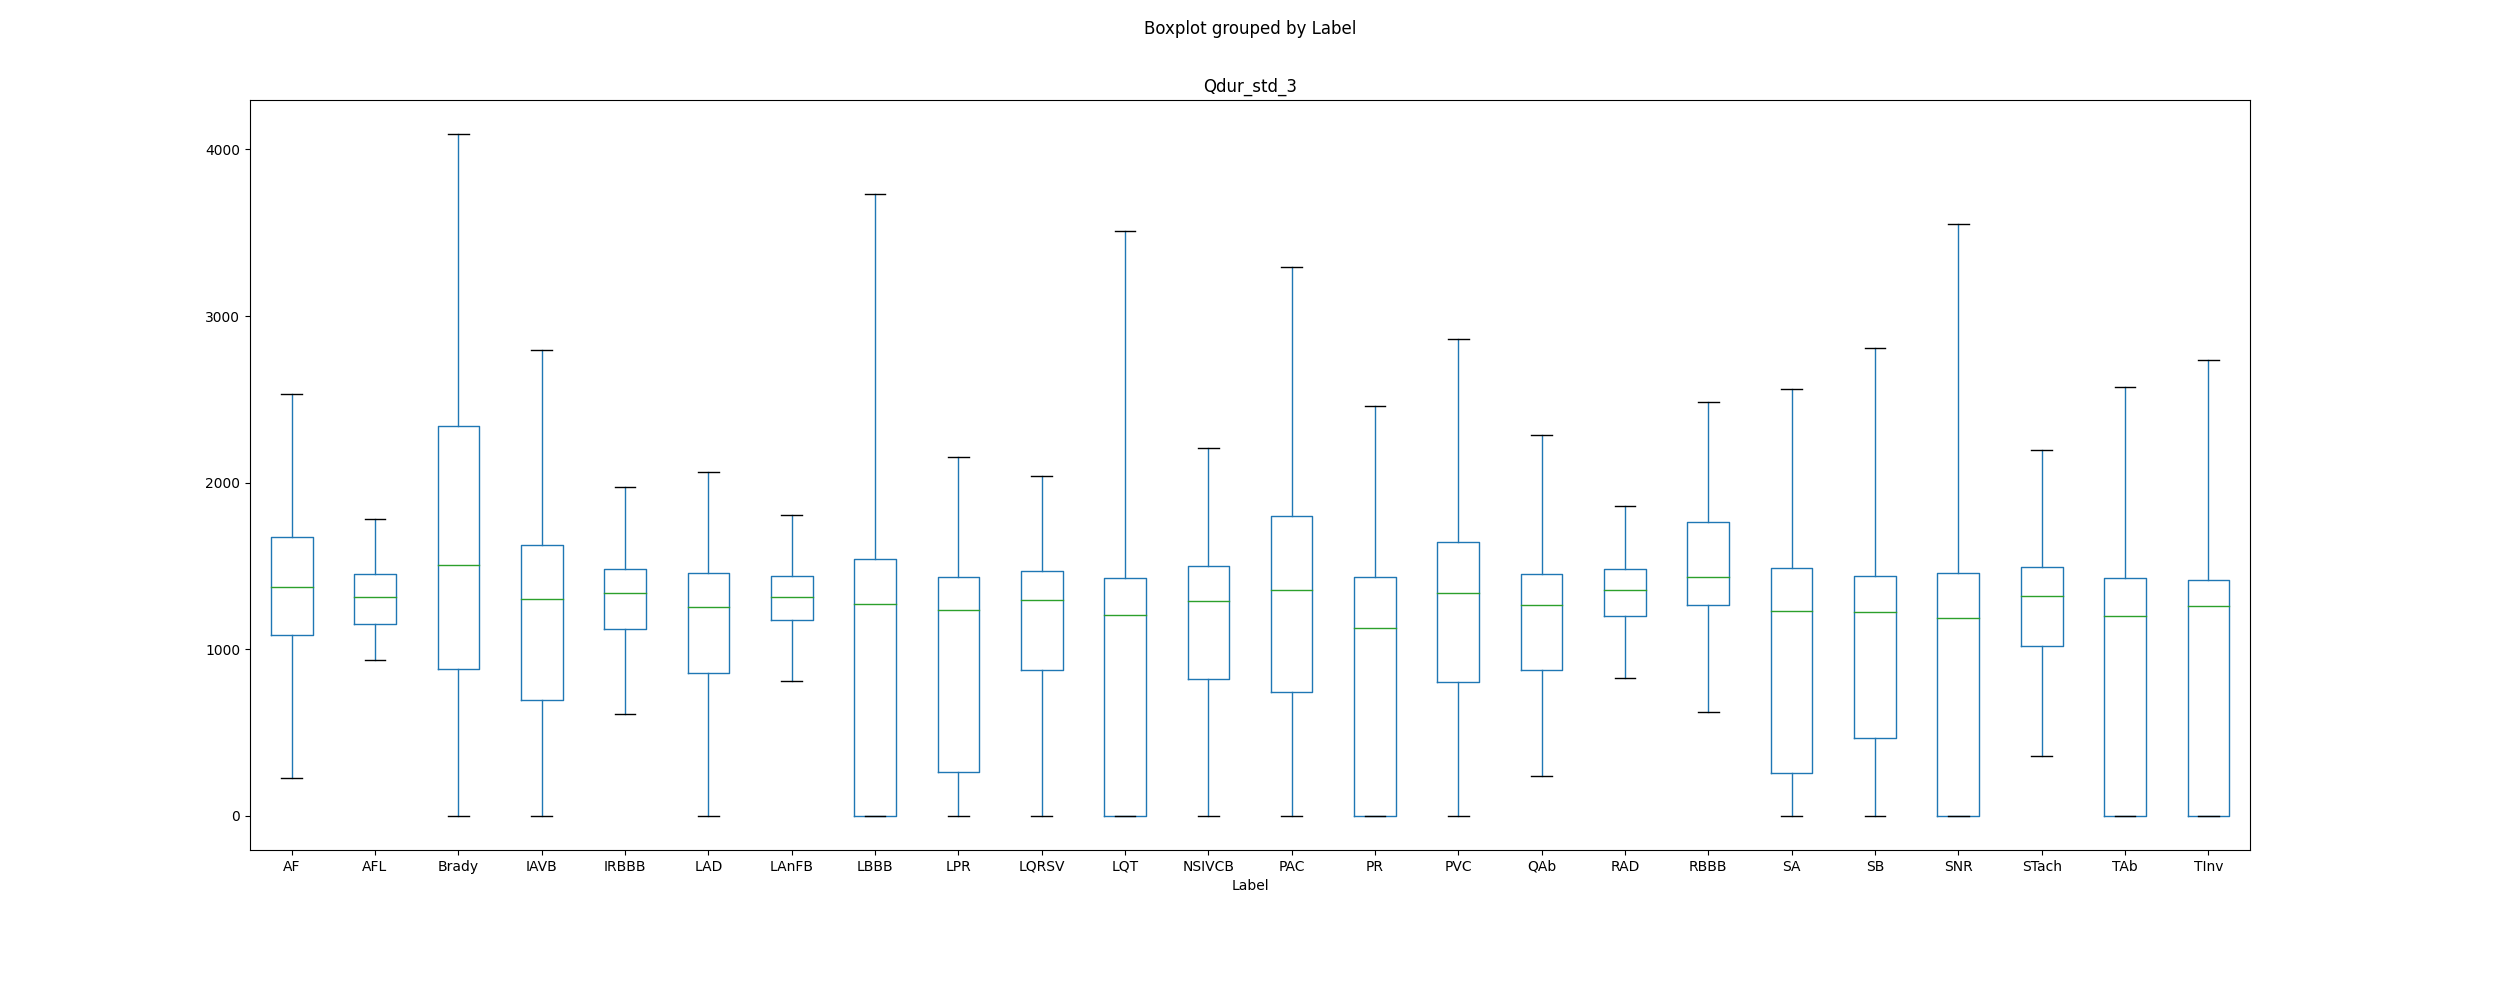 Boxplot grouped by Label
Qdur_std_3
4000
3000
2000
1000
0
AF AFL Brady IAVB IRBBB LAD LAnFB LBBB LPR LQRSV LQT NSIVCB PAC PR PVC QAb RAD RBBB SA SB SNR STach TAb TInv
Label